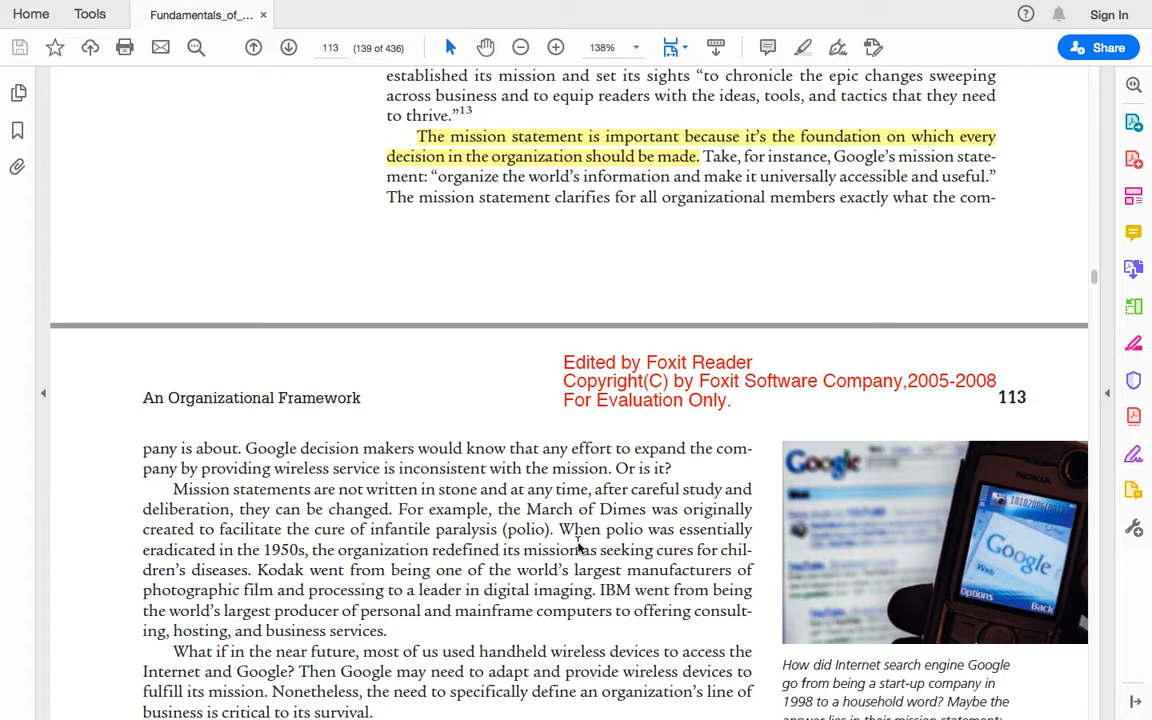 Home
Tools
Fundamentals_of_...
×
Sign In
113
(139 of 436)
138%
Share
established its mission and set its sights “to chronicle the epic changes sweeping
across business and to equip readers with the ideas, tools, and tactics that they need
to thrive.”13
The mission statement is important because it’s the foundation on which every
decision in the organization should be made. Take, for instance, Google’s mission state-
ment: “organize the world’s information and make it universally accessible and useful.”
The mission statement clarifies for all organizational members exactly what the com-
Edited by Foxit Reader
Copyright(C) by Foxit Software Company,2005-2008
For Evaluation Only.
An Organizational Framework
113
pany is about. Google decision makers would know that any effort to expand the com-
pany by providing wireless service is inconsistent with the mission. Or is it?
Mission statements are not written in stone and at any time, after careful study and
deliberation, they can be changed. For example, the March of Dimes was originally
created to facilitate the cure of infantile paralysis (polio). When polio was essentially
eradicated in the 1950s, the organization redefined its mission as seeking cures for chil-
dren’s diseases. Kodak went from being one of the world’s largest manufacturers of
photographic film and processing to a leader in digital imaging. IBM went from being
the world’s largest producer of personal and mainframe computers to offering consult-
ing, hosting, and business services.
What if in the near future, most of us used handheld wireless devices to access the
Internet and Google? Then Google may need to adapt and provide wireless devices to
fulfill its mission. Nonetheless, the need to specifically define an organization’s line of
business is critical to its survival.
Google
NOKIA
Google
Web
Options
Back
How did Internet search engine Google
go from being a start-up company in
1998 to a household word? Maybe the
answer lies in their mission statement: